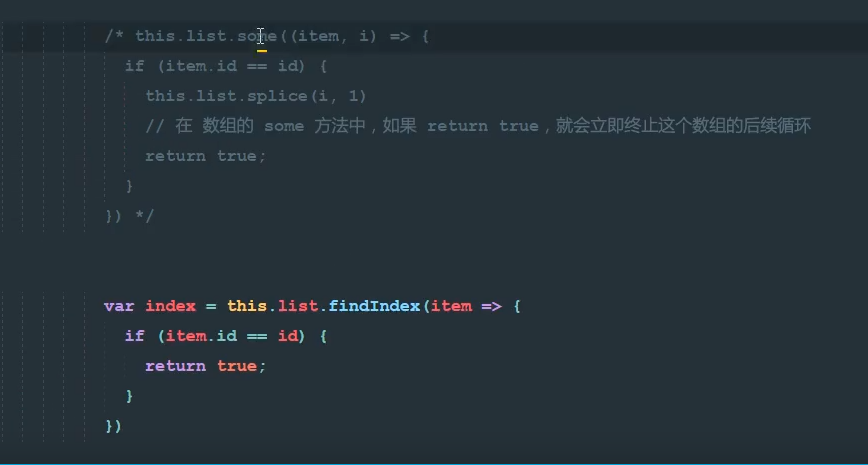 /* this.list.some((item, i) => {
if (item.id == id) {
this.list.splice(i, 1)
// 在 数组的 some 方法中，如果 return true，就会立即终止这个数组的后续循环
return true;
}
}) */
var index = this.list.findIndex(item => {
if (item.id == id) {
return true;
}
})